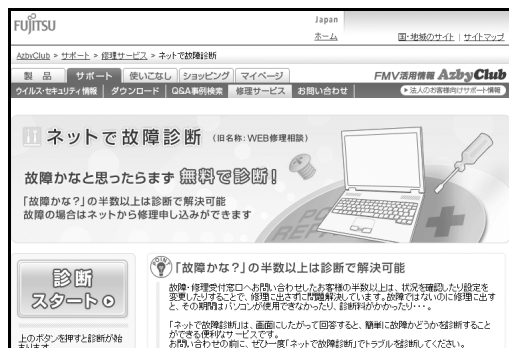 FUJITSU
Japan
ホーム
国・地域のサイト | サイトマップ
AzbyClub > サポート > 修理サービス > ネットで故障診断
製 品 サポート 使いこなし ショッピング マイページ
FMV活用情報 AzbyClub
ウイルス・セキュリティ情報 ダウンロード Q&A事例検索 修理サービス お問い合わせ
法人のお客様向けサポート情報
ネットで故障診断 (旧名称:WEB修理相談)
故障かなと思ったらまず 無料で診断!
「故障かな?」の半数以上は診断で解決可能
故障の場合はネットから修理申し込みができます
PC
REPAIR
診断
スタート
上のボタンを押すと診断が始
まります。
POINT
「故障かな?」の半数以上は診断で解決可能
故障・修理受付窓口へお問い合わせしたお客様の半数以上は、状況を確認したり設定を
変更したりすることで、修理に出さずに問題解決しています。故障ではないのに修理に出す
と、その期間はパソコンが使用できなかったり、診断料がかかったり・・・。
「ネットで故障診断」は、画面にしたがって回答すると、簡単に故障かどうかを診断すること
ができる便利なサービスです。
お問い合わせの前に、ぜひ一度「ネットで故障診断」でトラブルを診断してください。